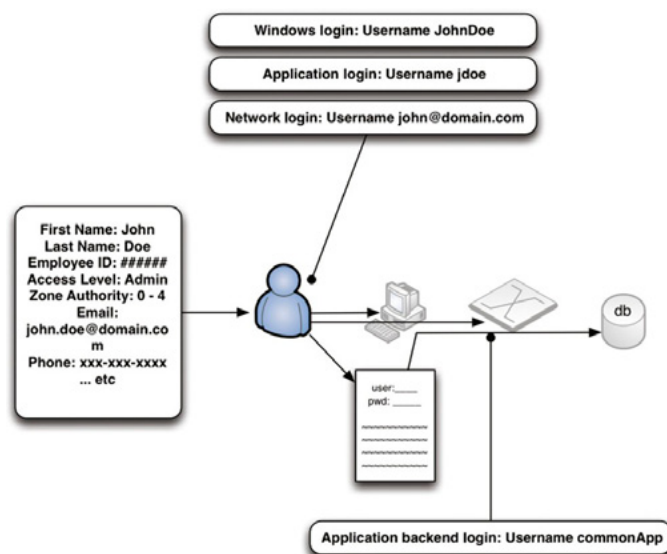 Windows login: Username JohnDoe
Application login: Username jdoe
Network login: Username john@domain.com
First Name: John
Last Name: Doe
Employee ID: ######
Access Level: Admin
Zone Authority: 0 - 4
Email:
john.doe@domain.co
m
Phone: xxx-xxx-xxxx
... etc
db
user:____
pwd: _____
Application backend login: Username commonApp